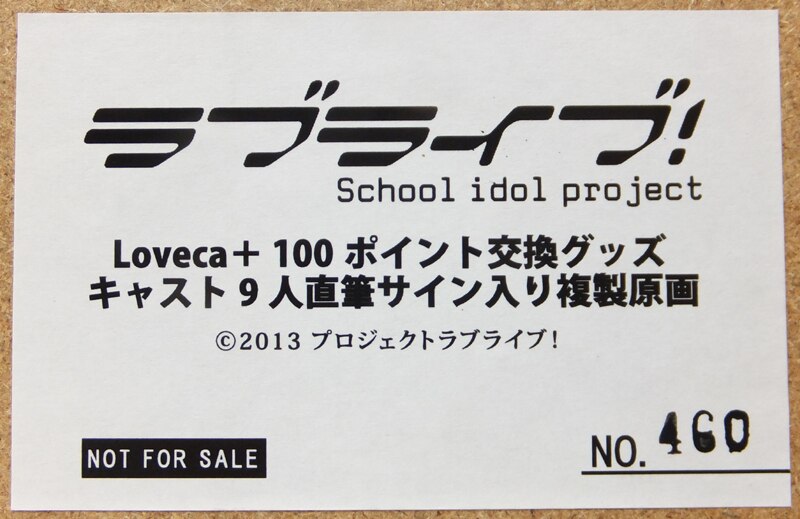 ラブライブ!
School idol project
Loveca+ 100 ポイント交換グッズ
キャスト 9 人直筆サイン入り複製原画
©2013 プロジェクトラブライブ!
NOT FOR SALE
NO. 460